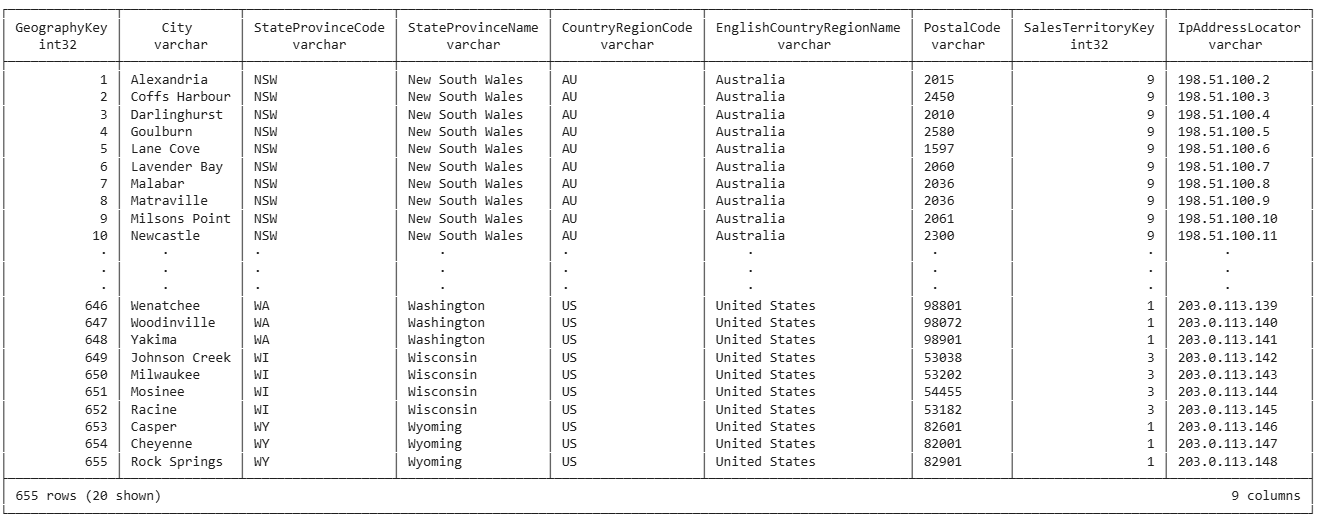 GeographyKey City StateProvinceCode StateProvinceName CountryRegionCode EnglishCountryRegionName PostalCode SalesTerritoryKey IpAddressLocator
int32 varchar varchar varchar varchar varchar varchar int32 varchar
1 Alexandria NSW New South Wales AU Australia 2015 9 198.51.100.2
2 Coffs Harbour NSW New South Wales AU Australia 2450 9 198.51.100.3
3 Darlinghurst NSW New South Wales AU Australia 2010 9 198.51.100.4
4 Goulburn NSW New South Wales AU Australia 2580 9 198.51.100.5
5 Lane Cove NSW New South Wales AU Australia 1597 9 198.51.100.6
6 Lavender Bay NSW New South Wales AU Australia 2060 9 198.51.100.7
7 Malabar NSW New South Wales AU Australia 2036 9 198.51.100.8
8 Matraville NSW New South Wales AU Australia 2036 9 198.51.100.9
9 Milsons Point NSW New South Wales AU Australia 2061 9 198.51.100.10
10 Newcastle NSW New South Wales AU Australia 2300 9 198.51.100.11
. . . . . . . . .
. . . . . . . . .
. . . . . . . . .
646 Wenatchee WA Washington US United States 98801 1 203.0.113.139
647 Woodinville WA Washington US United States 98072 1 203.0.113.140
648 Yakima WA Washington US United States 98901 1 203.0.113.141
649 Johnson Creek WI Wisconsin US United States 53038 3 203.0.113.142
650 Milwaukee WI Wisconsin US United States 53202 3 203.0.113.143
651 Mosinee WI Wisconsin US United States 54455 3 203.0.113.144
652 Racine WI Wisconsin US United States 53182 3 203.0.113.145
653 Casper WY Wyoming US United States 82601 1 203.0.113.146
654 Cheyenne WY Wyoming US United States 82001 1 203.0.113.147
655 Rock Springs WY Wyoming US United States 82901 1 203.0.113.148
655 rows (20 shown) 9 columns